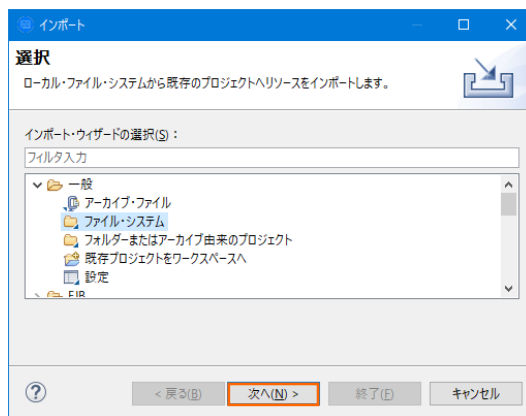 インポート
選択
ローカル・ファイル・システムから既存のプロジェクトへリソースをインポートします。
インポート・ウィザードの選択(S)：
フィルタ入力
一般
アーカイブ・ファイル
ファイル・システム
フォルダーまたはアーカイブ由来のプロジェクト
既存プロジェクトをワークスペースへ
設定
EJB
< 戻る(B)
次へ(N) >
終了(F)
キャンセル